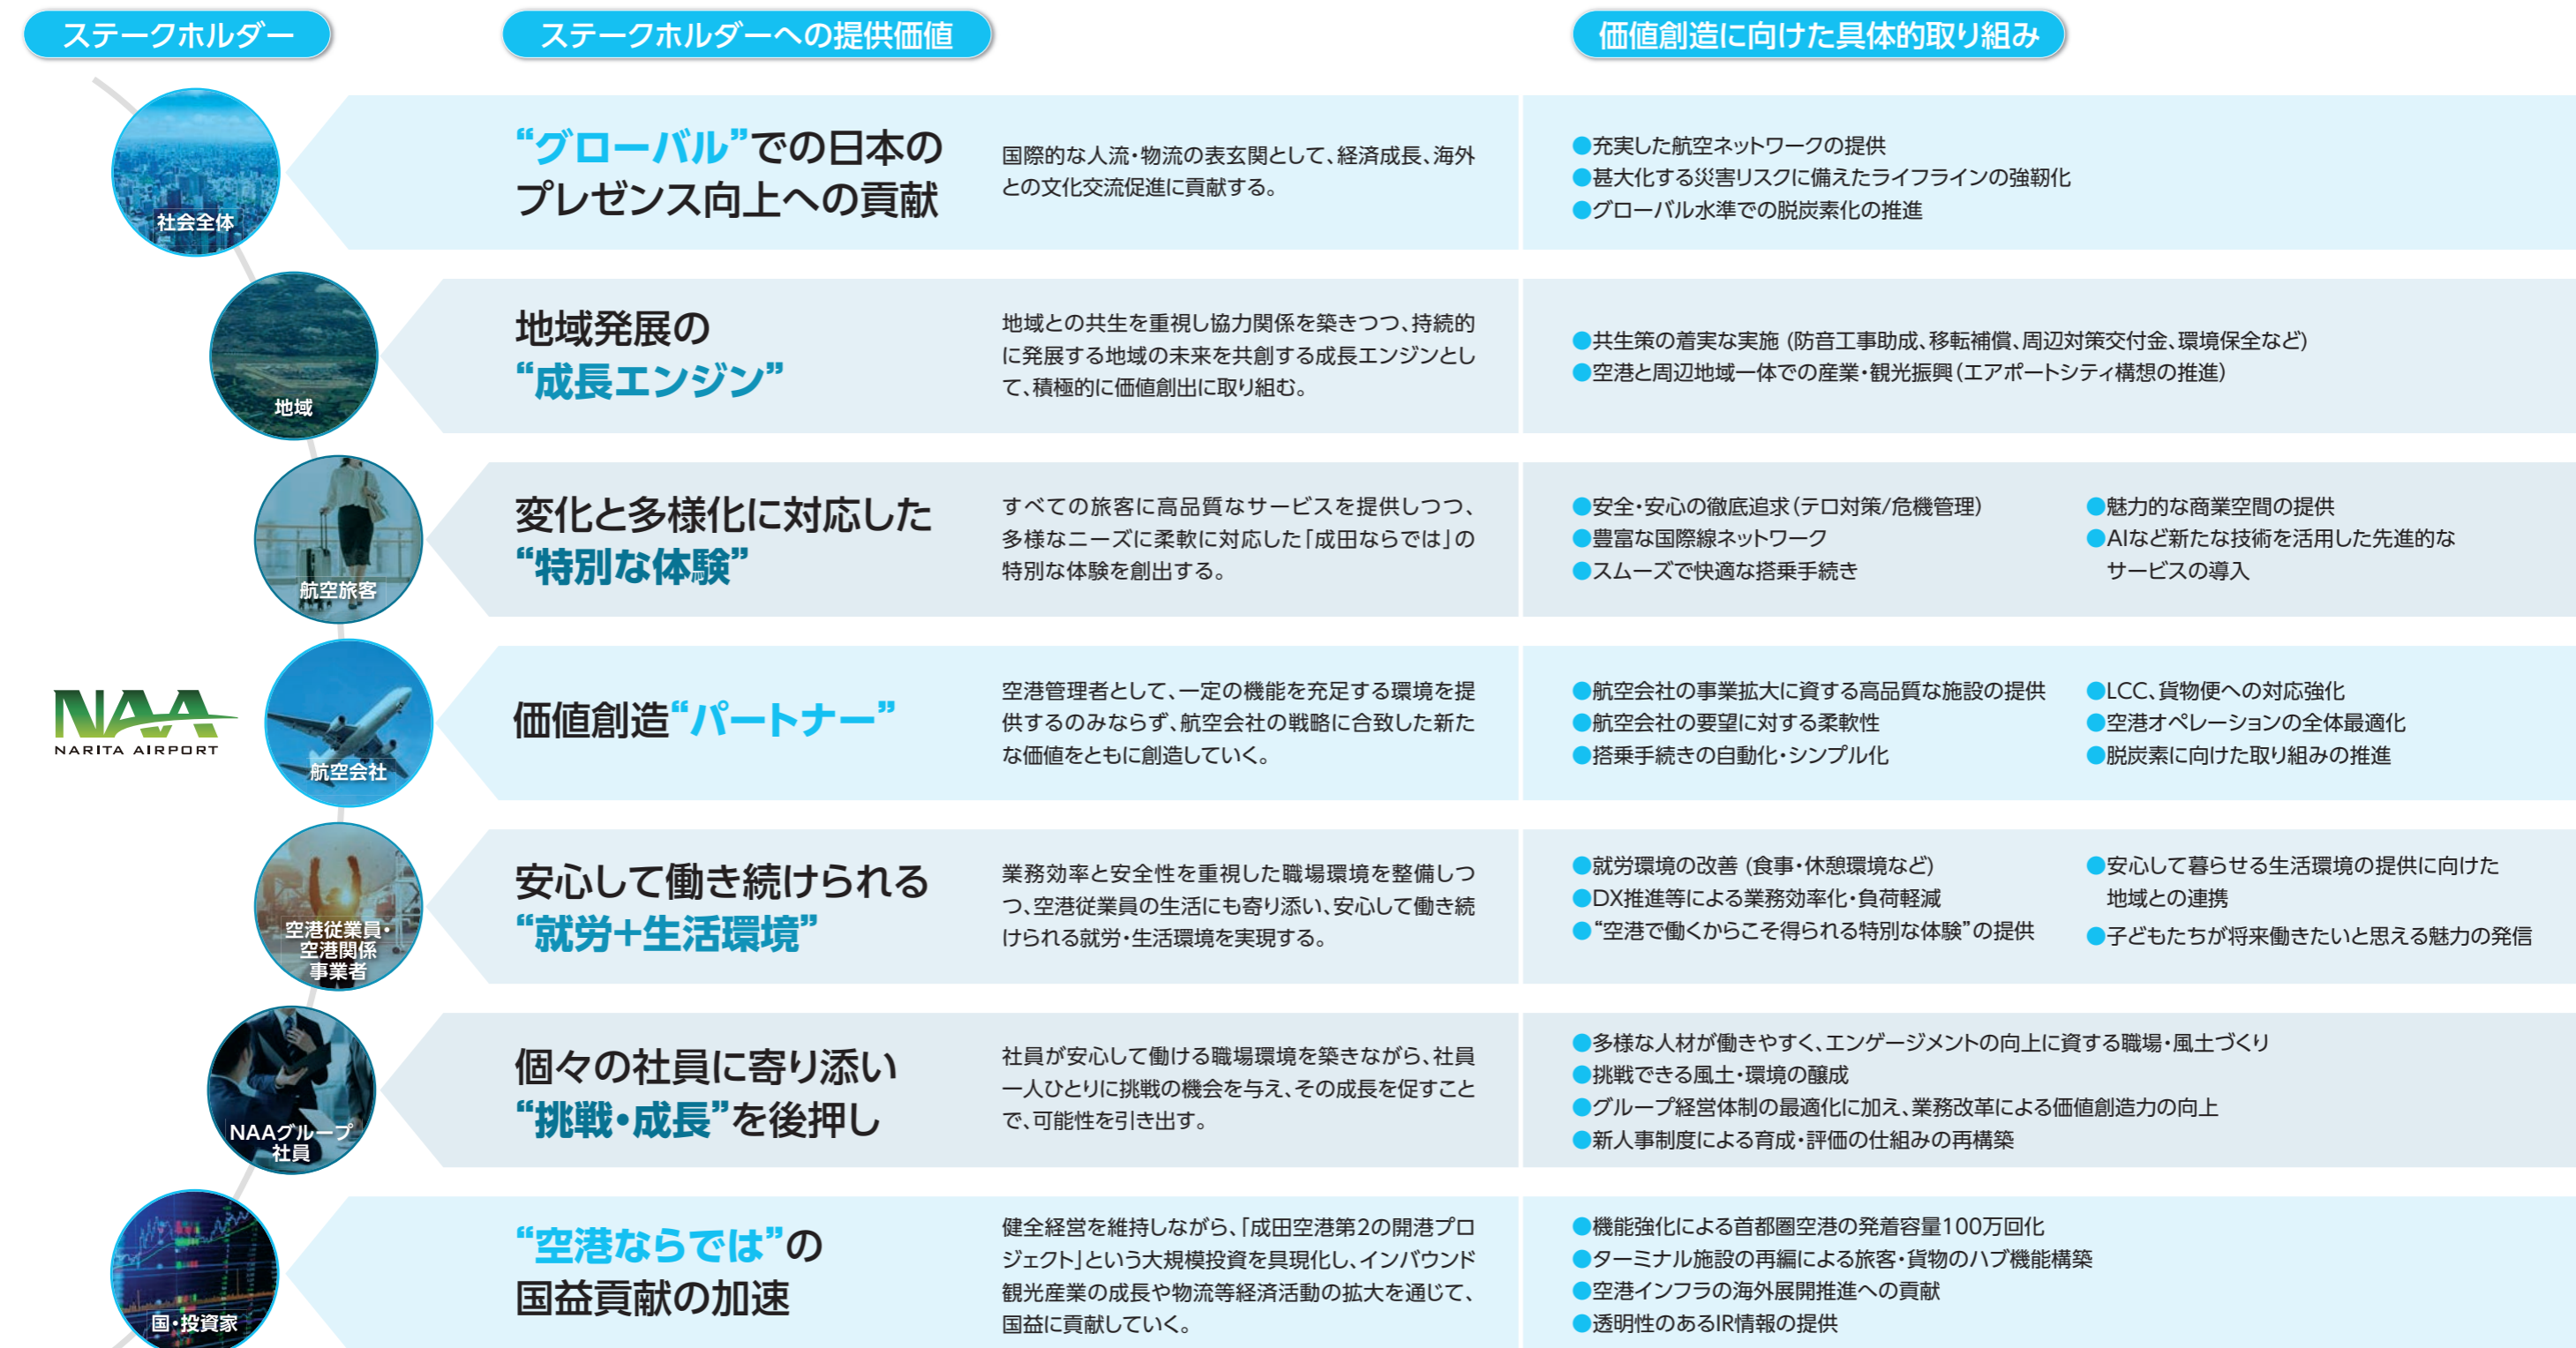 ステークホルダー
ステークホルダーへの提供価値
価値創造に向けた具体的取り組み
社会全体
“グローバル”での日本の
プレゼンス向上への貢献
国際的な人流・物流の表玄関として、経済成長、海外
との文化交流促進に貢献する。
●充実した航空ネットワークの提供
●甚大化する災害リスクに備えたライフラインの強靭化
●グローバル水準での脱炭素化の推進
地域
地域発展の
“成長エンジン”
地域との共生を重視し協力関係を築きつつ、持続的
に発展する地域の未来を共創する成長エンジンとし
て、積極的に価値創出に取り組む。
●共生策の着実な実施 (防音工事助成、移転補償、周辺対策交付金、環境保全など)
●空港と周辺地域一体での産業・観光振興（エアポートシティ構想の推進）
航空旅客
変化と多様化に対応した
“特別な体験”
すべての旅客に高品質なサービスを提供しつつ、
多様なニーズに柔軟に対応した「成田ならでは」の
特別な体験を創出する。
●安全・安心の徹底追求（テロ対策/危機管理）
●豊富な国際線ネットワーク
●スムーズで快適な搭乗手続き
●魅力的な商業空間の提供
●AIなど新たな技術を活用した先進的な
サービスの導入
NAA
NARITA AIRPORT
航空会社
価値創造“パートナー”
空港管理者として、一定の機能を充足する環境を提
供するのみならず、航空会社の戦略に合致した新た
な価値をともに創造していく。
●航空会社の事業拡大に資する高品質な施設の提供
●航空会社の要望に対する柔軟性
●搭乗手続きの自動化・シンプル化
●LCC、貨物便への対応強化
●空港オペレーションの全体最適化
●脱炭素に向けた取り組みの推進
空港従業員・
空港関係
事業者
安心して働き続けられる
“就労+生活環境”
業務効率と安全性を重視した職場環境を整備しつ
つ、空港従業員の生活にも寄り添い、安心して働き続
けられる就労・生活環境を実現する。
●就労環境の改善 (食事・休憩環境など)
●DX推進等による業務効率化・負荷軽減
●“空港で働くからこそ得られる特別な体験”の提供
●安心して暮らせる生活環境の提供に向けた
地域との連携
●子どもたちが将来働きたいと思える魅力の発信
NAAグループ
社員
個々の社員に寄り添い
“挑戦・成長”を後押し
社員が安心して働ける職場環境を築きながら、社員
一人ひとりに挑戦の機会を与え、その成長を促すこと
で、可能性を引き出す。
●多様な人材が働きやすく、エンゲージメントの向上に資する職場・風土づくり
●挑戦できる風土・環境の醸成
●グループ経営体制の最適化に加え、業務改革による価値創造力の向上
●新人事制度による育成・評価の仕組みの再構築
国・投資家
“空港ならでは”の
国益貢献の加速
健全経営を維持しながら、「成田空港第2の開港プロ
ジェクト」という大規模投資を具現化し、インバウンド
観光産業の成長や物流等経済活動の拡大を通じて、
国益に貢献していく。
●機能強化による首都圏空港の発着容量100万回化
●ターミナル施設の再編による旅客・貨物のハブ機能構築
●空港インフラの海外展開推進への貢献
●透明性のあるIR情報の提供